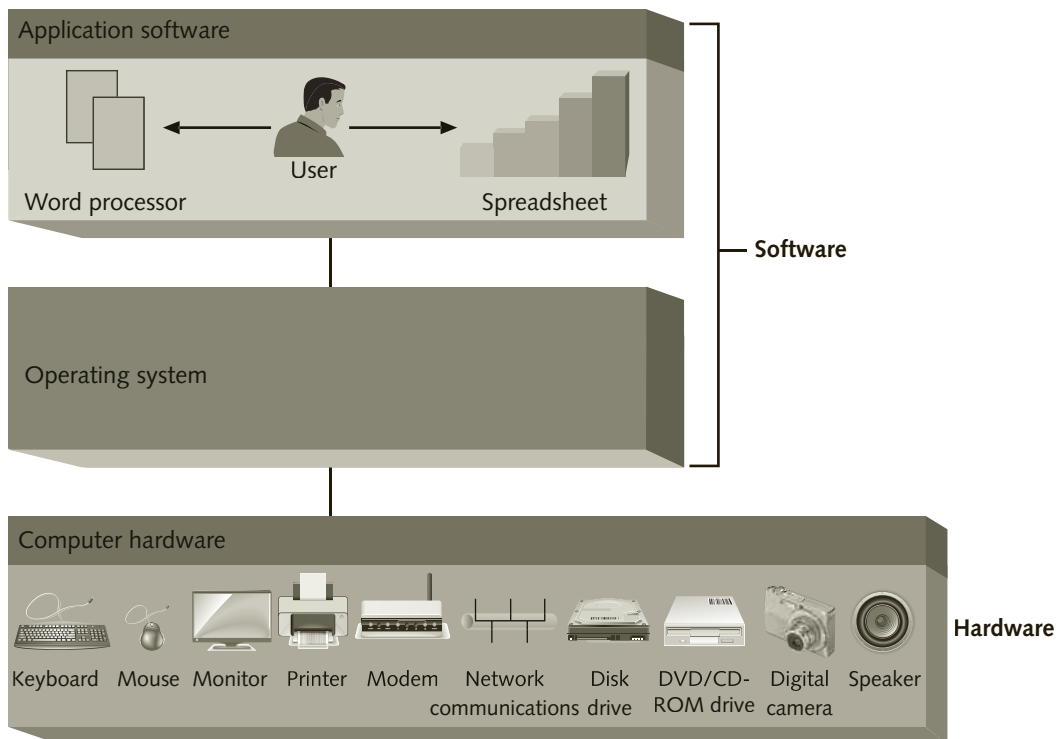 Application software
User
Word processor
Spreadsheet
Software
Operating system
Computer hardware
Keyboard
Mouse
Monitor
Printer
Modem
Network
communications
Disk
drive
DVD/CD-
ROM drive
Digital
camera
Speaker
Hardware